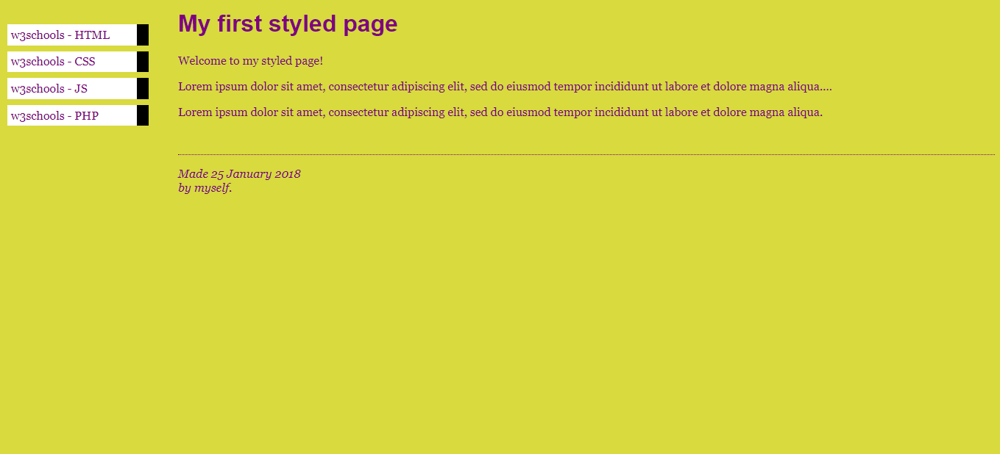 w3schools - HTML
w3schools - CSS
w3schools - JS
w3schools - PHP
My first styled page
Welcome to my styled page!
Lorem ipsum dolor sit amet, consectetur adipiscing elit, sed do eiusmod tempor incididunt ut labore et dolore magna aliqua....
Lorem ipsum dolor sit amet, consectetur adipiscing elit, sed do eiusmod tempor incididunt ut labore et dolore magna aliqua.
Made 25 January 2018
by myself.